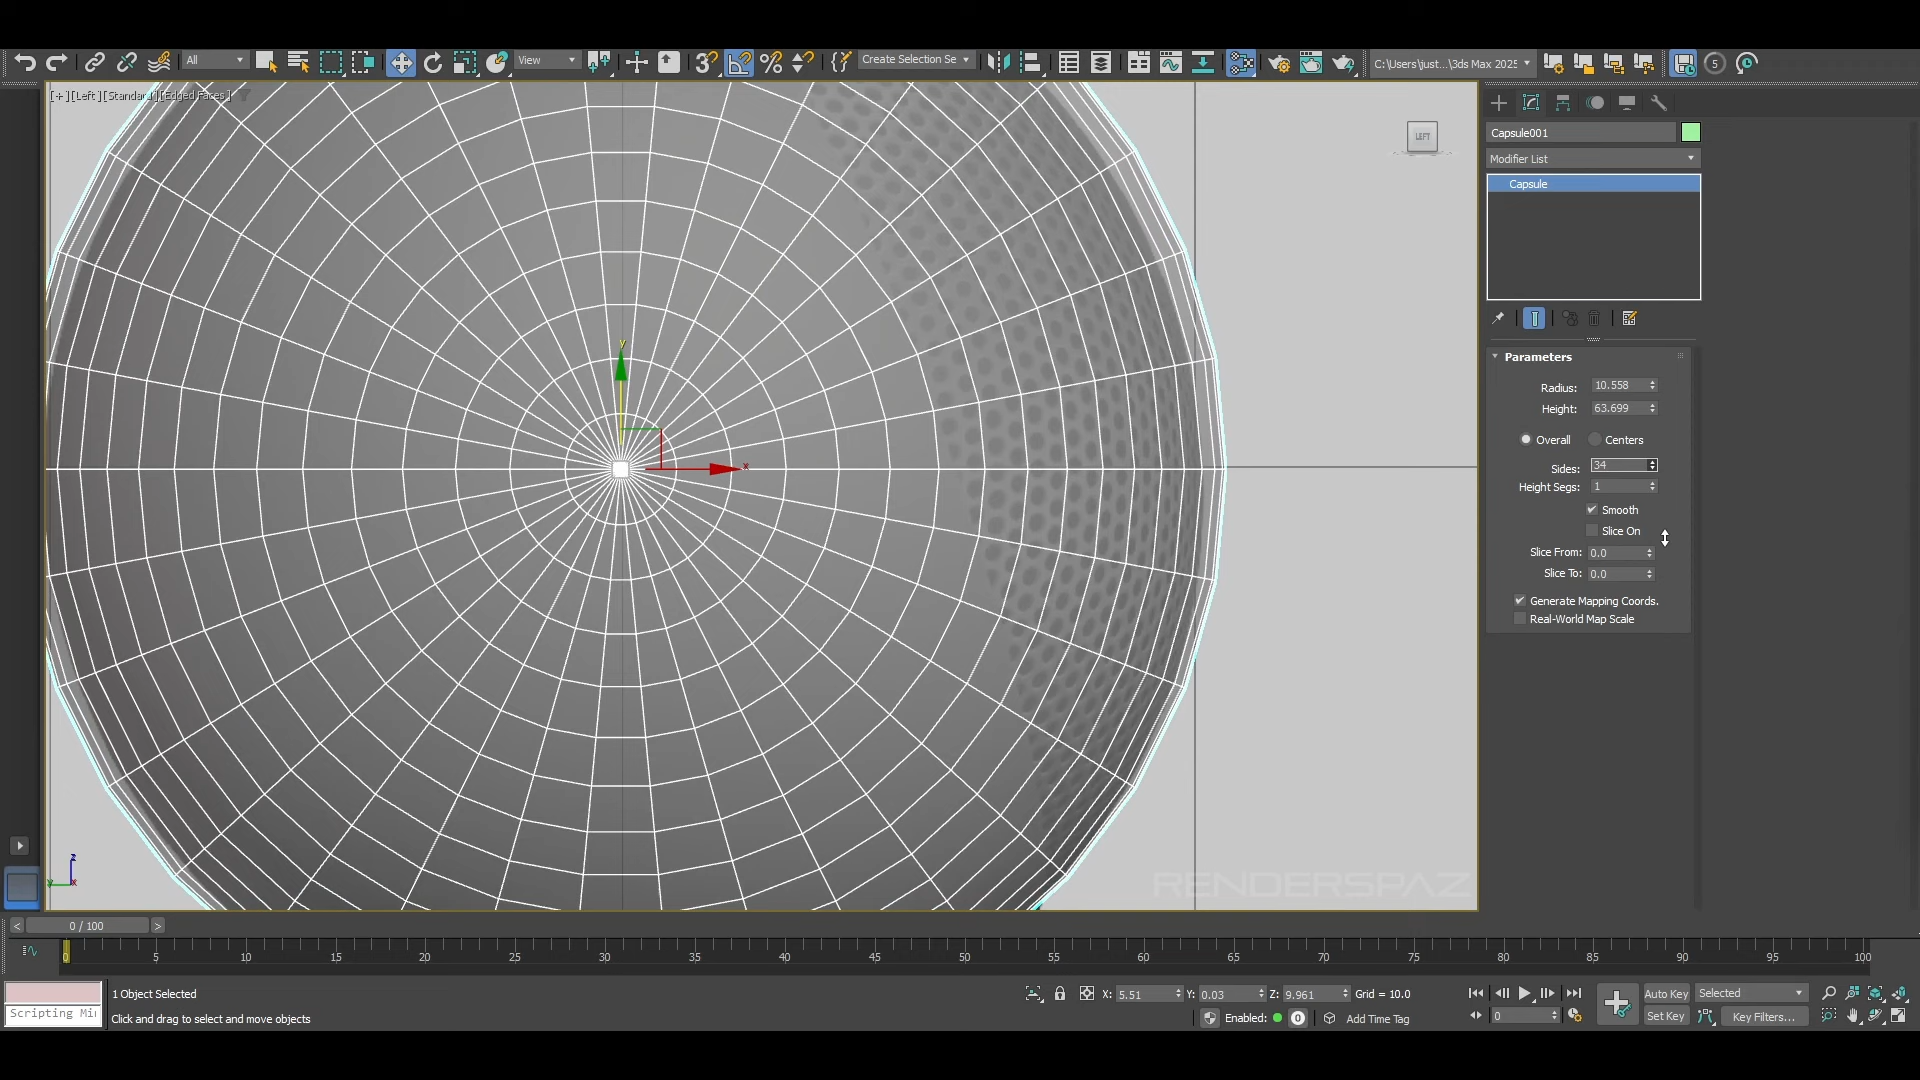 All
View
Create Selection Se
C:\Users\just...\3ds Max 2025
5
[+][Left][Standard][Edged Faces]
LEFT
y
x
z
y
x
RENDERSPAZ
Capsule001
Modifier List
Capsule
Parameters
Radius: 10.558
Height: 63.699
Overall Centers
Sides: 34
Height Segs: 1
Smooth
Slice On
Slice From: 0.0
Slice To: 0.0
Generate Mapping Coords.
Real-World Map Scale
< 0 / 100 >
0 5 10 15 20 25 30 35 40 45 50 55 60 65 70 75 80 85 90 95 100
1 Object Selected
X: 5.51 Y: 0.03 Z: 9.961 Grid = 10.0
Auto Key Selected
Scripting Mi
Click and drag to select and move objects
Enabled: 0 Add Time Tag
0
Set Key Key Filters...